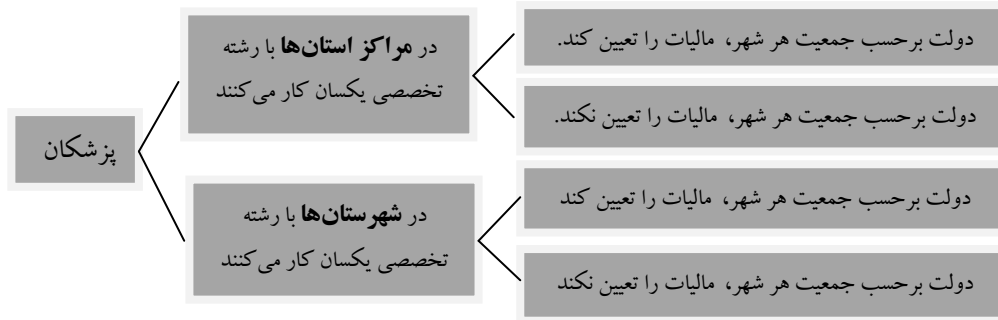 پزشکان
در مراکز استان‌ها با رشته
تخصصی یکسان کار می‌کنند
دولت برحسب جمعیت هر شهر، مالیات را تعیین کند.
دولت برحسب جمعیت هر شهر، مالیات را تعیین نکند.
در شهرستان‌ها با رشته
تخصصی یکسان کار می‌کنند
دولت برحسب جمعیت هر شهر، مالیات را تعیین کند
دولت برحسب جمعیت هر شهر، مالیات را تعیین نکند